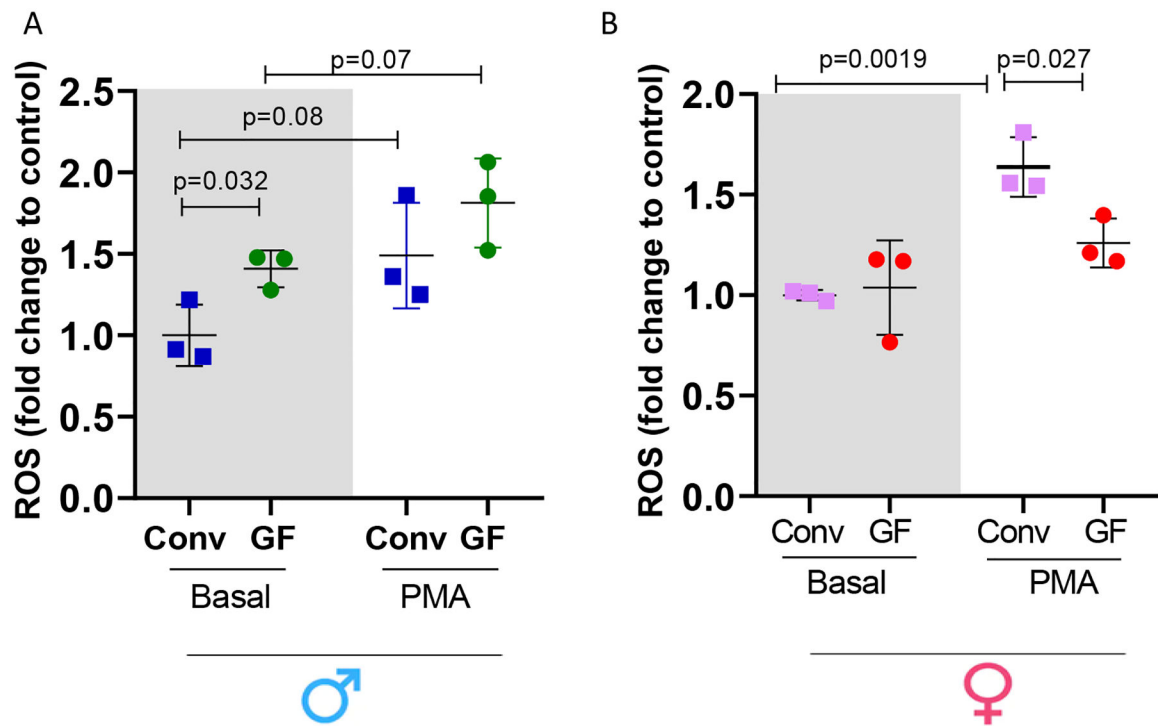 A
ROS (fold change to control)
p=0.07
p=0.08
p=0.032
2.5
2.0
1.5
1.0
0.5
0.0
Conv GF Conv GF
Basal PMA
♂
B
ROS (fold change to control)
p=0.0019 p=0.027
2.0
1.5
1.0
0.5
0.0
Conv GF Conv GF
Basal PMA
♀